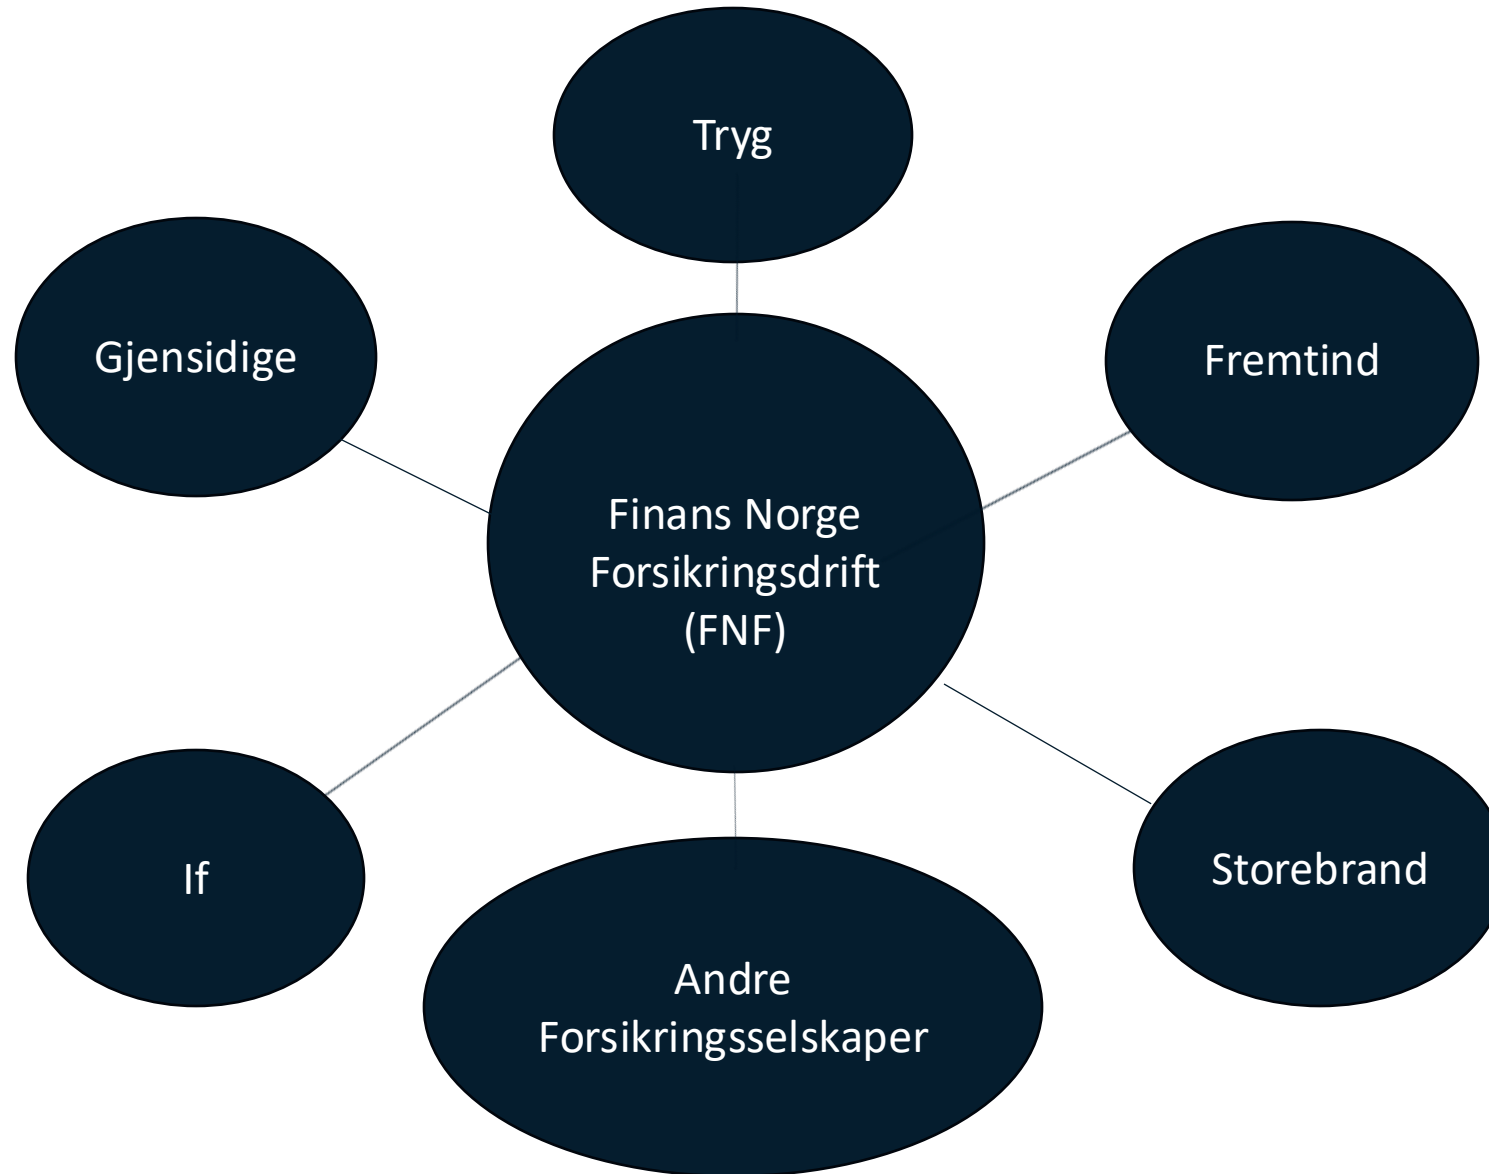 Tryg
Gjensidige
Fremtind
Finans Norge
Forsikringsdrift
(FNF)
If
Storebrand
Andre
Forsikringsselskaper